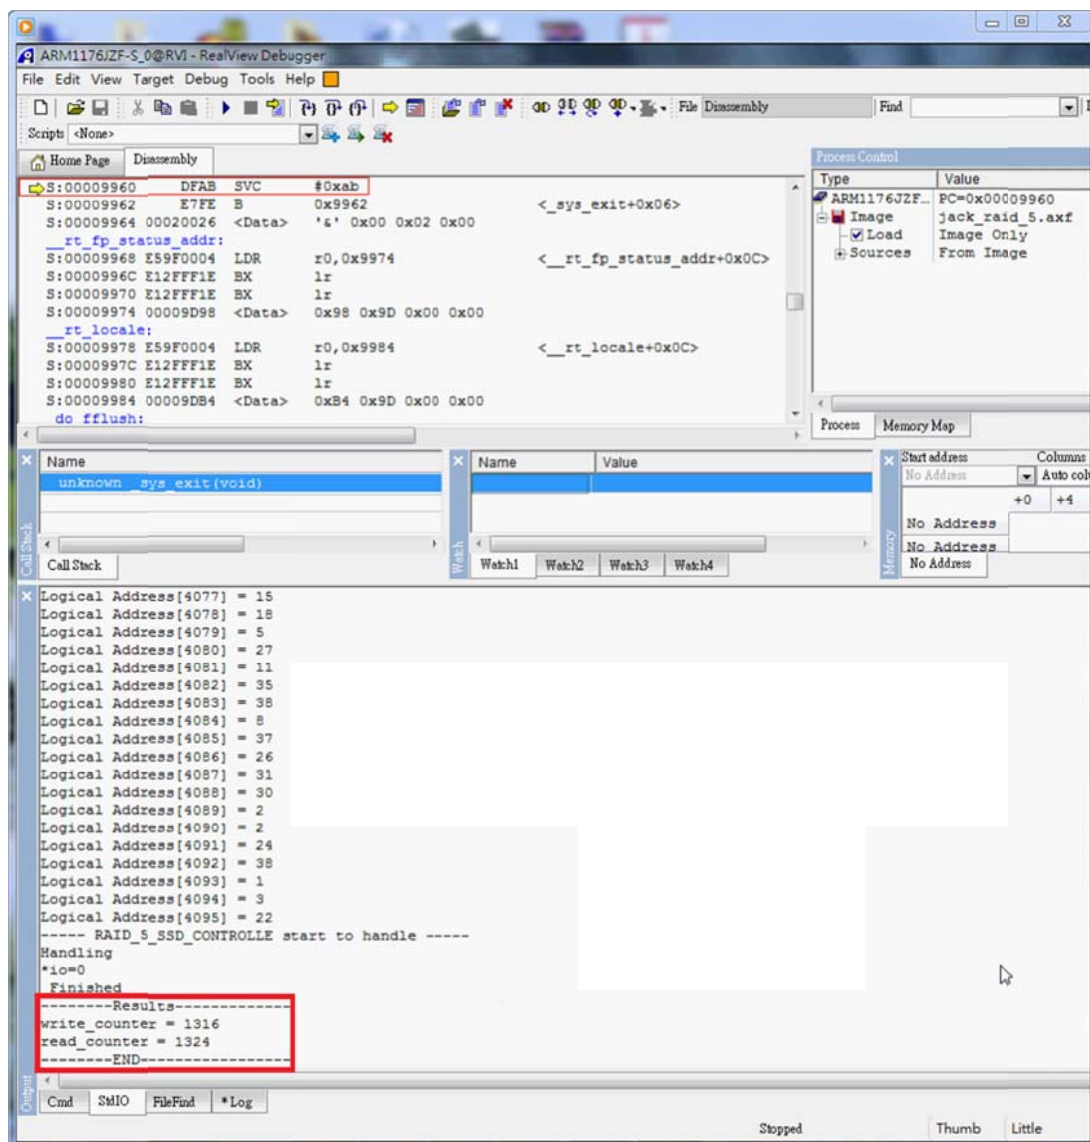 ARM1176JZF-S_0@RVI - RealView Debugger
File Edit View Target Debug Tools Help
File Disassembly Find
Scripts <None>
Home Page Disassembly
S:00009960 DFAB SVC #0xab
S:00009962 E7FE B 0x9962 <_sys_exit+0x06>
S:00009964 00020026 <Data> '&' 0x00 0x02 0x00
__rt_fp_status_addr:
S:00009968 E59F0004 LDR r0,0x9974 <__rt_fp_status_addr+0x0C>
S:0000996C E12FFF1E BX lr
S:00009970 E12FFF1E BX lr
S:00009974 00009D98 <Data> 0x98 0x9D 0x00 0x00
__rt_locale:
S:00009978 E59F0004 LDR r0,0x9984 <__rt_locale+0x0C>
S:0000997C E12FFF1E BX lr
S:00009980 E12FFF1E BX lr
S:00009984 00009DB4 <Data> 0xB4 0x9D 0x00 0x00
do fflush:
Process Control
Type Value
ARM1176JZF... PC=0x00009960
Image jack_raid_5.axf
Load Image Only
Sources From Image
Process Memory Map
Name
unknown _sys_exit(void)
Call Stack
Call Stack
Name Value
Watch
Watch1 Watch2 Watch3 Watch4
Start address Columns
No Address Auto col
+0 +4
No Address
No Address
Memory
No Address
Logical Address[4077] = 15
Logical Address[4078] = 18
Logical Address[4079] = 5
Logical Address[4080] = 27
Logical Address[4081] = 11
Logical Address[4082] = 35
Logical Address[4083] = 38
Logical Address[4084] = 8
Logical Address[4085] = 37
Logical Address[4086] = 26
Logical Address[4087] = 31
Logical Address[4088] = 30
Logical Address[4089] = 2
Logical Address[4090] = 2
Logical Address[4091] = 24
Logical Address[4092] = 38
Logical Address[4093] = 1
Logical Address[4094] = 3
Logical Address[4095] = 22
----- RAID_5_SSD_CONTROLLE start to handle -----
Handling
*io=0
Finished
--------Results-------------
write_counter = 1316
read_counter = 1324
--------END-----------------
Output
Cmd StdIO FileFind *Log
Stopped Thumb Little